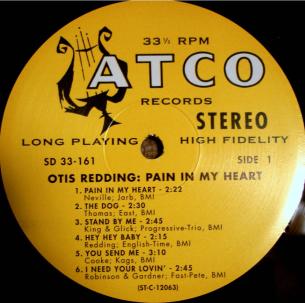 33⅓ RPM
ATCO
RECORDS
STEREO
LONG PLAYING HIGH FIDELITY
SD 33-161 SIDE 1
OTIS REDDING: PAIN IN MY HEART
1. PAIN IN MY HEART - 2:22
Neville; Jarb, BMI
2. THE DOG - 2:30
Thomas; East, BMI
3. STAND BY ME - 2:45
King & Glick; Progressive-Trio, BMI
4. HEY HEY BABY - 2:15
Redding; English-Time, BMI
5. YOU SEND ME - 3:10
Cooke; Kags, BMI
6. I NEED YOUR LOVIN' - 2:45
Robinson & Gardner; Fast-Pete, BMI
(ST-C-12063)